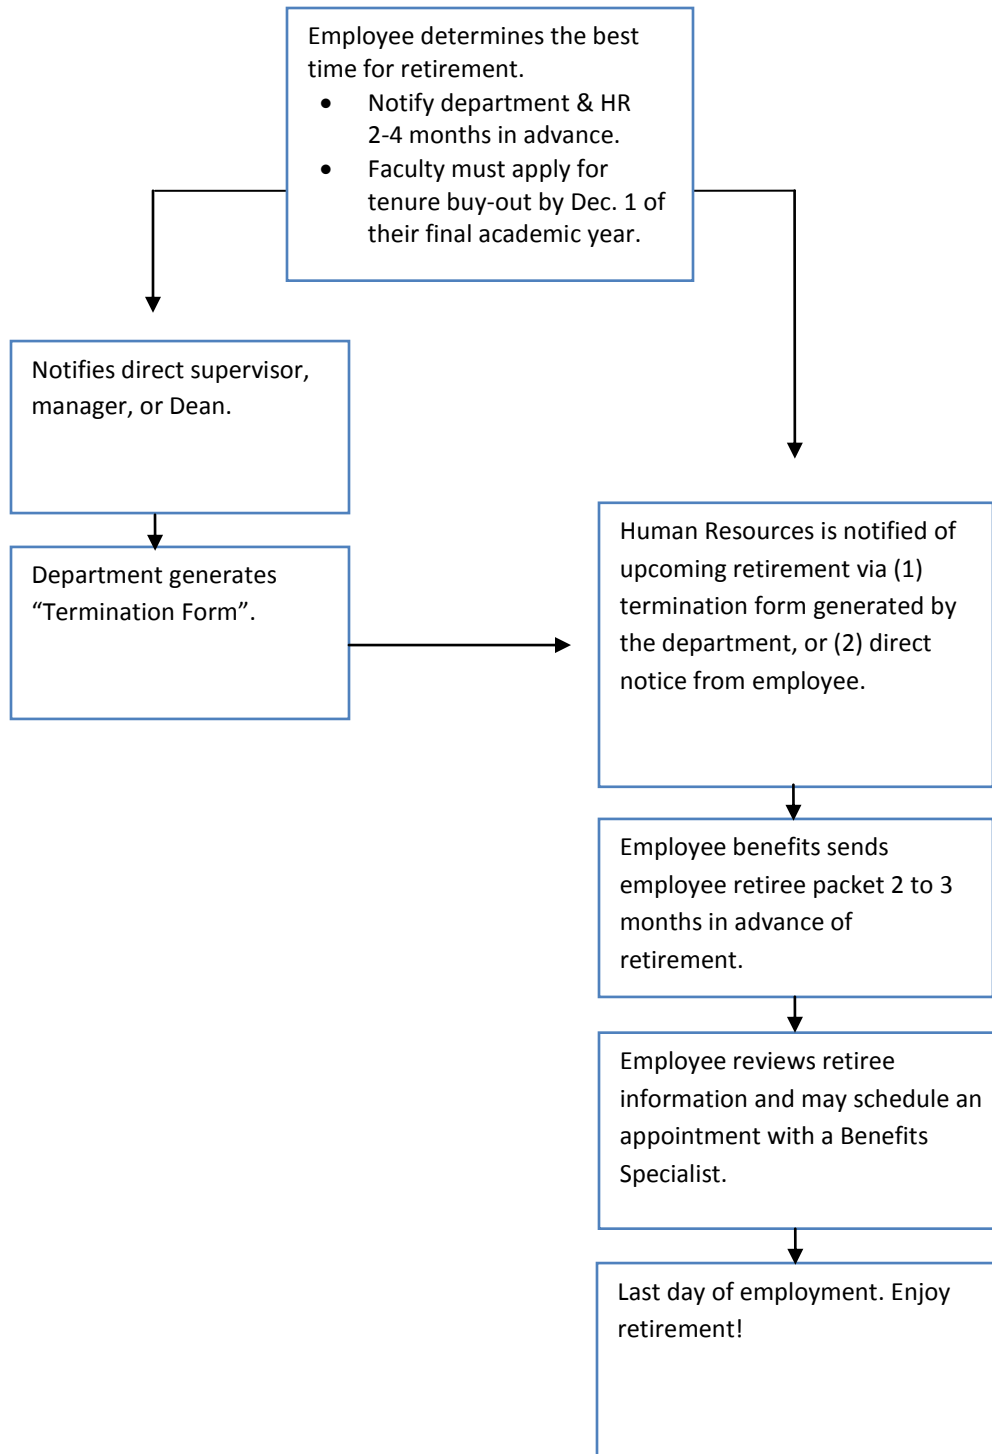 Employee determines the best
time for retirement.
• Notify department & HR
2-4 months in advance.
• Faculty must apply for
tenure buy-out by Dec. 1 of
their final academic year.
Notifies direct supervisor,
manager, or Dean.
Department generates
“Termination Form”.
Human Resources is notified of
upcoming retirement via (1)
termination form generated by
the department, or (2) direct
notice from employee.
Employee benefits sends
employee retiree packet 2 to 3
months in advance of
retirement.
Employee reviews retiree
information and may schedule an
appointment with a Benefits
Specialist.
Last day of employment. Enjoy
retirement!